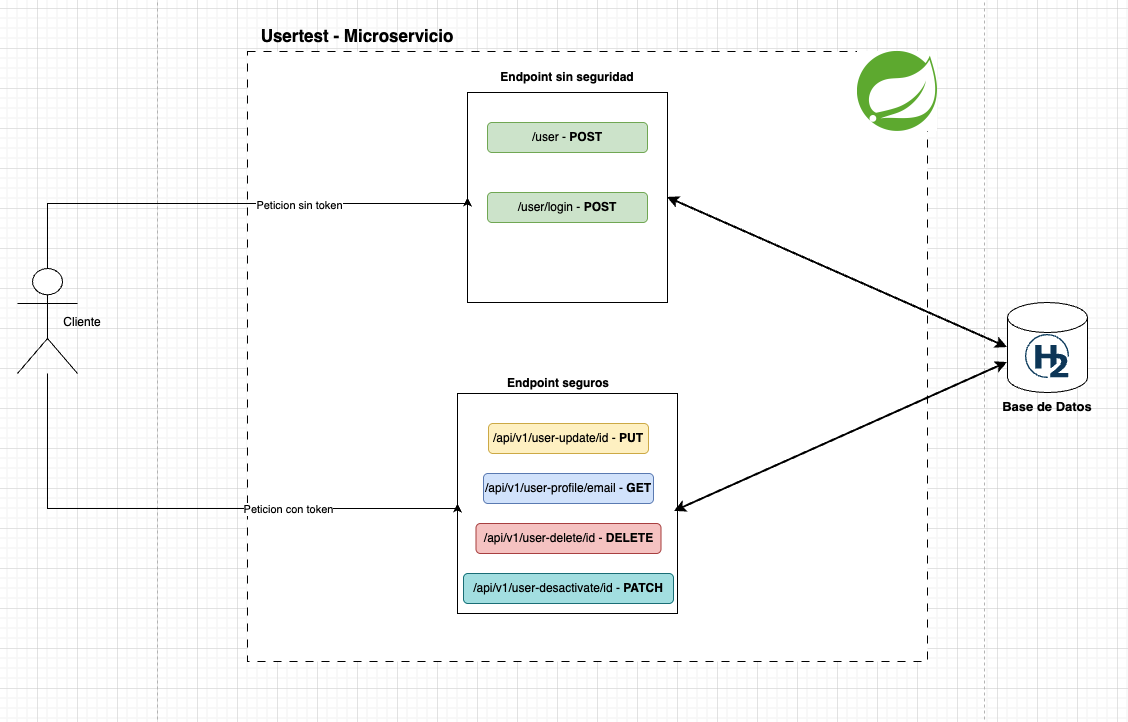 Usertest - Microservicio
Endpoint sin seguridad
/user - POST
/user/login - POST
Peticion sin token
Cliente
H2
Base de Datos
Endpoint seguros
/api/v1/user-update/id - PUT
/api/v1/user-profile/email - GET
/api/v1/user-delete/id - DELETE
/api/v1/user-desactivate/id - PATCH
Peticion con token